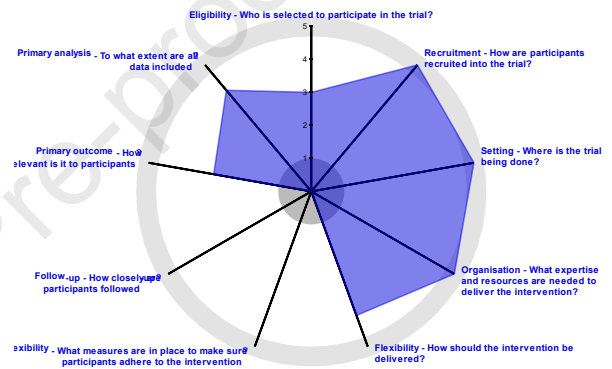 Eligibility - Who is selected to participate in the trial?
5
4
3
2
1
Recruitment - How are participants
recruited into the trial?
Setting - Where is the trial
being done?
Organisation - What expertise
and resources are needed to
deliver the intervention?
Flexibility - How should the intervention be
delivered?
exibility - What measures are in place to make sure
participants adhere to the intervention?
Follow-up - How closely are
participants followed-up?
Primary outcome - How
elevant is it to participants?
Primary analysis - To what extent are all
data included?
Pre-proo